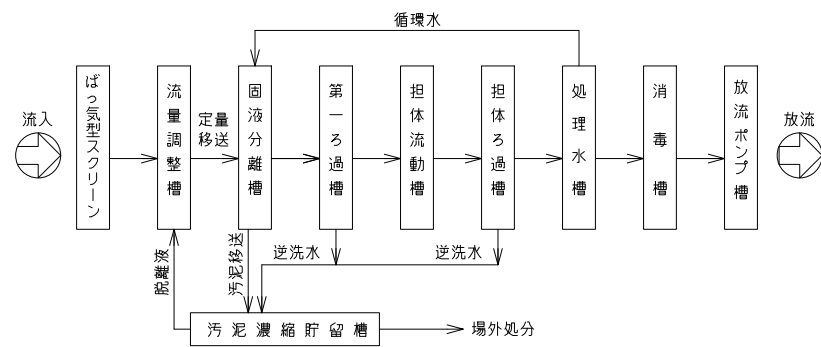 循環水
流入
ばっ気型スクリーン
流量調整槽
定量
移送
固液分離槽
第一ろ過槽
担体流動槽
担体ろ過槽
処理水槽
消毒槽
放流ポンプ槽
放流
脱離液
汚泥移送
逆洗水
逆洗水
汚泥濃縮貯留槽
場外処分